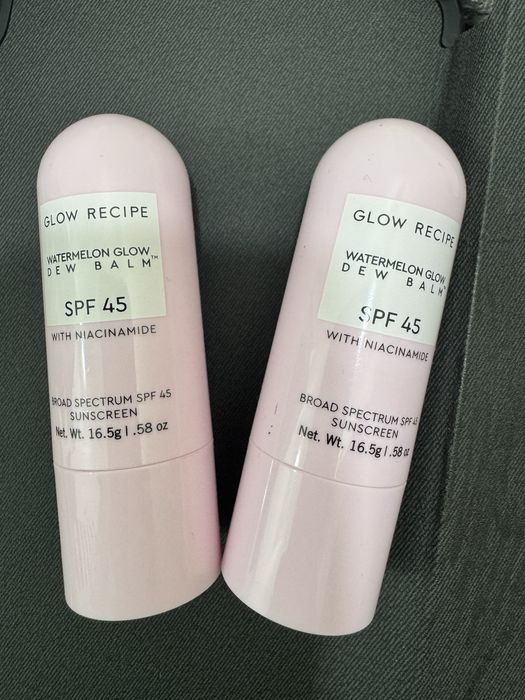 GLOW RECIPE
WATERMELON GLOW
DEW BALM™
SPF 45
WITH NIACINAMIDE
BROAD SPECTRUM SPF 45
SUNSCREEN
Net. Wt. 16.5g | .58 oz
GLOW RECIPE
WATERMELON GLOW
DEW BALM
SPF 45
WITH NIACINAMIDE
BROAD SPECTRUM SPF 45
SUNSCREEN
Net. Wt. 16.5g | .58 oz